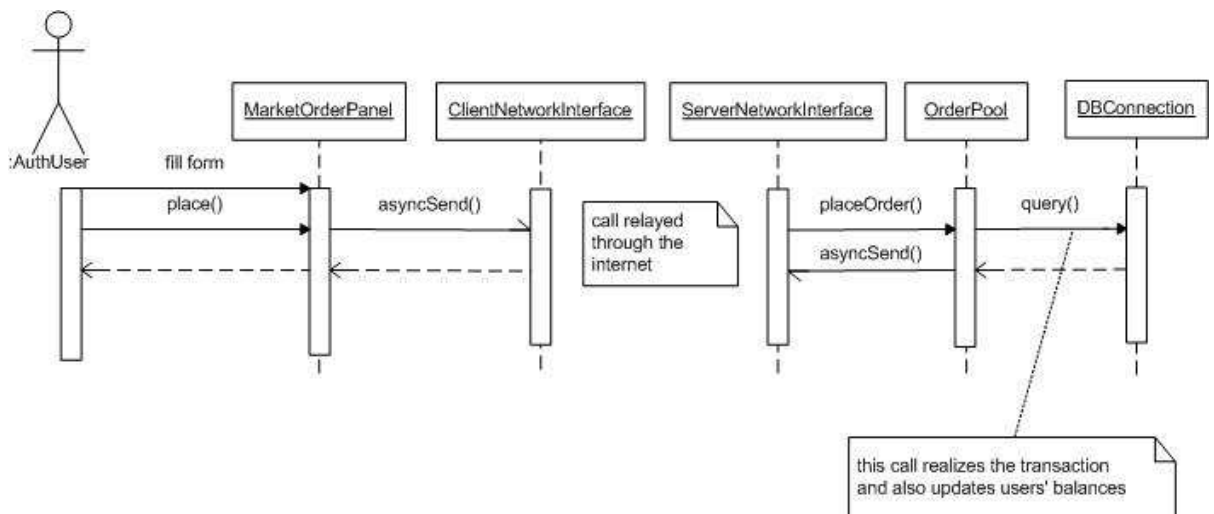 MarketOrderPanel
ClientNetworkInterface
ServerNetworkInterface
OrderPool
DBConnection
:AuthUser
fill form
place()
asyncSend()
call relayed
through the
internet
placeOrder()
query()
asyncSend()
this call realizes the transaction
and also updates users' balances